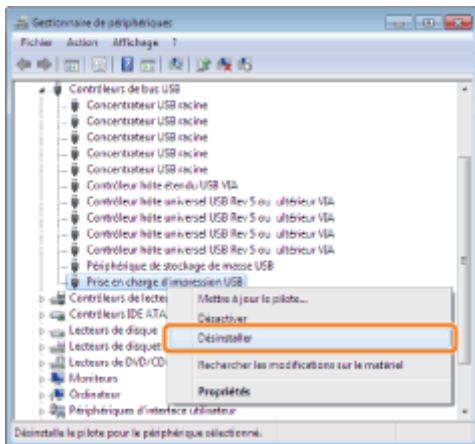 Gestionnaire de périphériques
Fichier Action Affichage ?
Contrôleurs de bus USB
Concentrateur USB racine
Concentrateur USB racine
Concentrateur USB racine
Concentrateur USB racine
Concentrateur USB racine
Contrôleur hôte étendu USB VIA
Contrôleur hôte universel USB Rev 5 ou ultérieur VIA
Contrôleur hôte universel USB Rev 5 ou ultérieur VIA
Contrôleur hôte universel USB Rev 5 ou ultérieur VIA
Contrôleur hôte universel USB Rev 5 ou ultérieur VIA
Périphérique de stockage de masse USB
Prise en charge d'impression USB
Contrôleurs de lecte
Mettre à jour le pilote...
Contrôleurs IDE ATA
Désactiver
Lecteurs de disque
Désinstaller
Lecteurs de disquet
Lecteurs de DVD/CD
Rechercher les modifications sur le matériel
Moniteurs
Ordinateur
Propriétés
Périphériques d'interface utilisateur
Désinstalle le pilote pour le périphérique sélectionné.